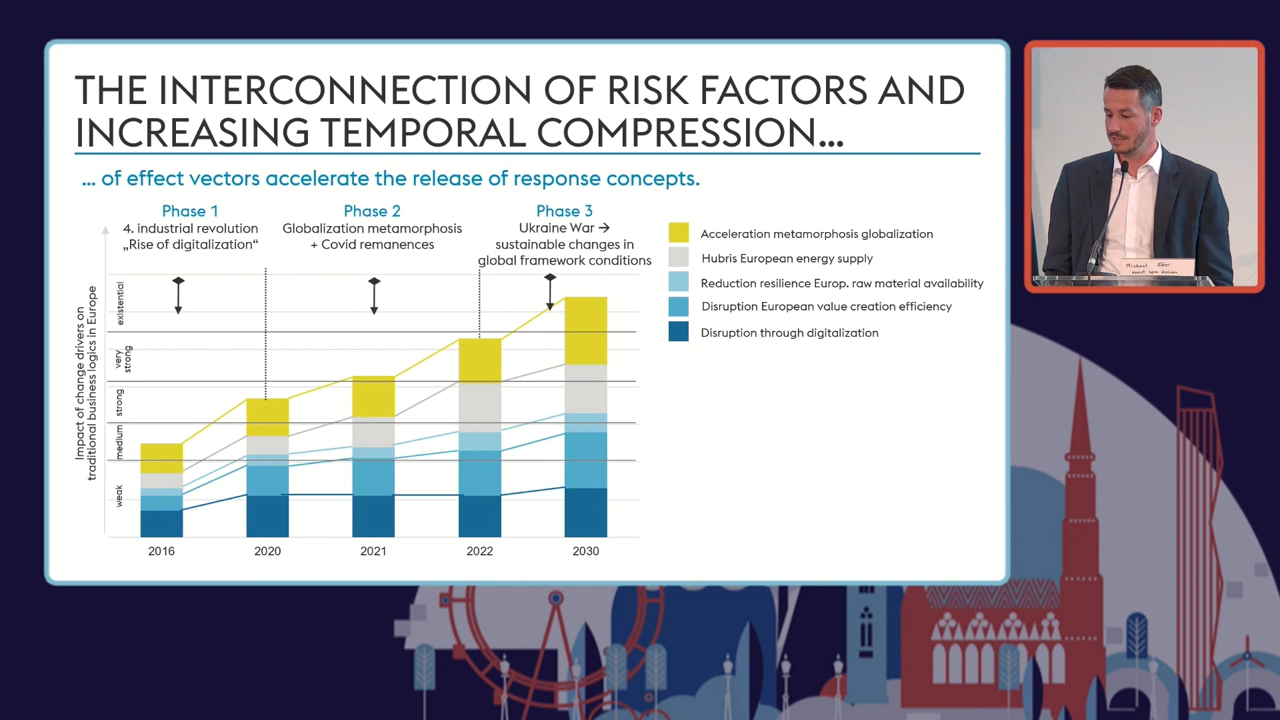 THE INTERCONNECTION OF RISK FACTORS AND
INCREASING TEMPORAL COMPRESSION...
... of effect vectors accelerate the release of response concepts.
Phase 1
4. industrial revolution
„Rise of digitalization“
Phase 2
Globalization metamorphosis
+ Covid remanences
Phase 3
Ukraine War →
sustainable changes in
global framework conditions
Impact of change drivers on
traditional business logics in Europe
existential
very
strong
strong
medium
weak
2016
2020
2021
2022
2030
Acceleration metamorphosis globalization
Hubris European energy supply
Reduction resilience Europ. raw material availability
Disruption European value creation efficiency
Disruption through digitalization
Michael